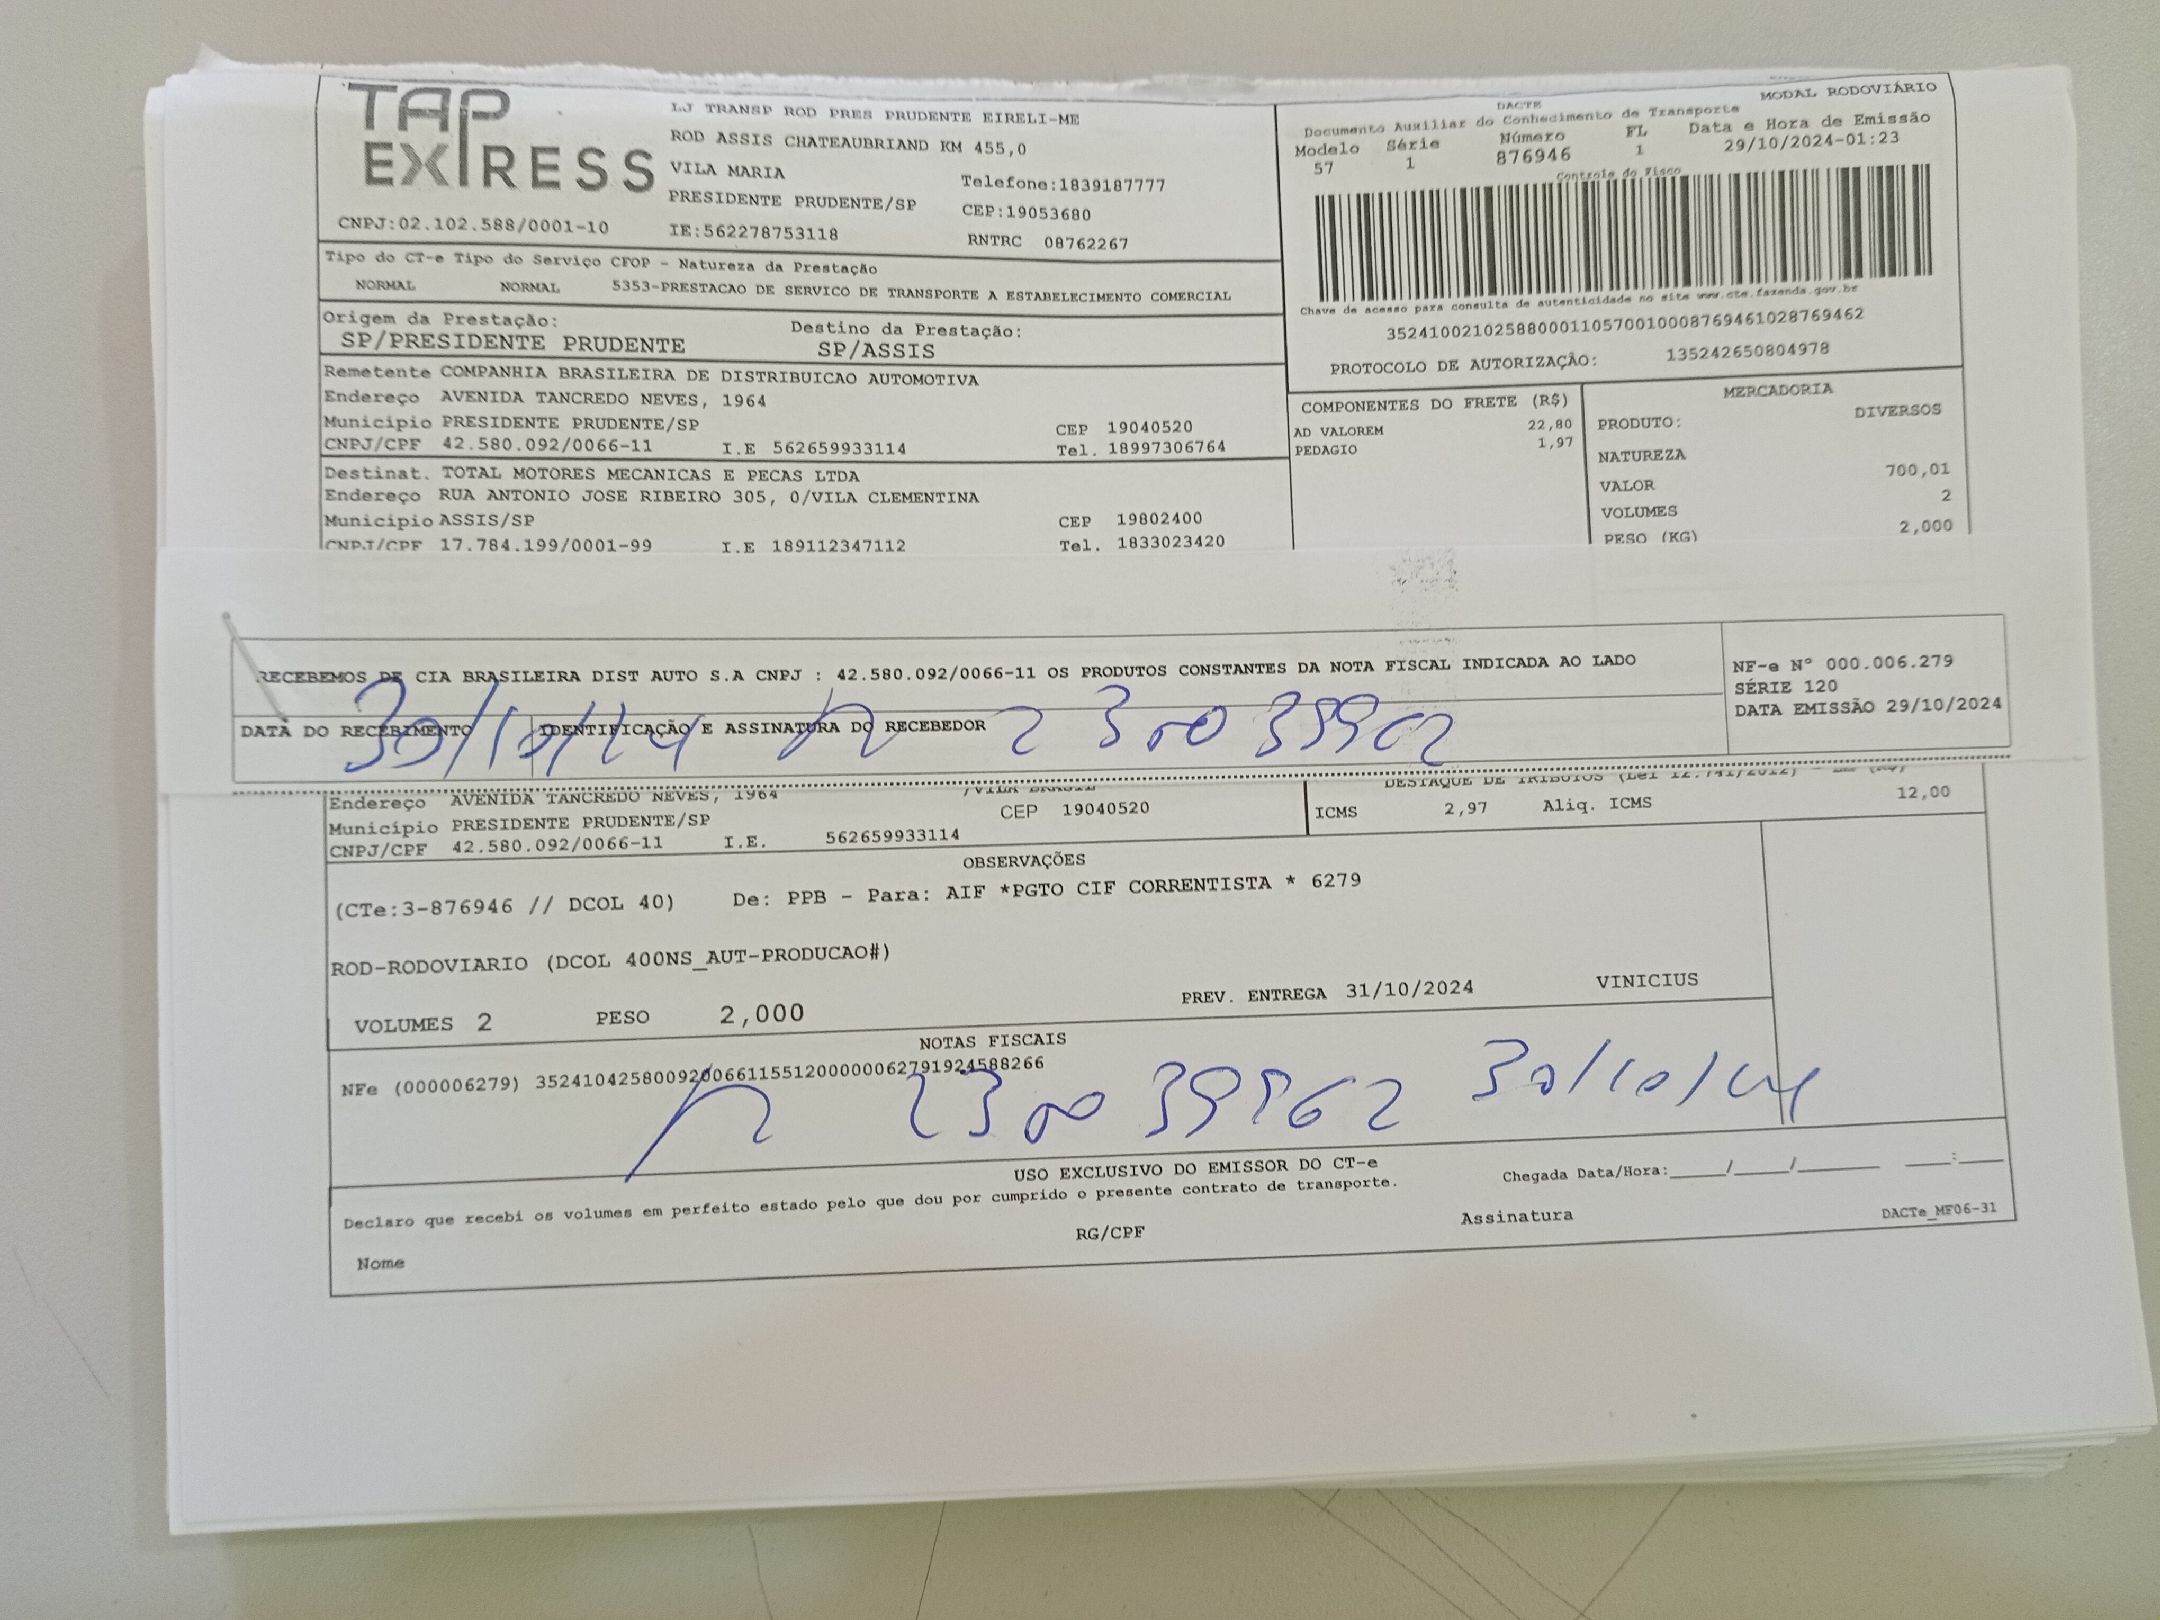 TAP EXPRESS
LJ TRANSP ROD PRES PRUDENTE EIRELI-ME
ROD ASSIS CHATEAUBRIAND KM 455,0
VILA MARIA
Telefone:1839187777
PRESIDENTE PRUDENTE/SP
CEP:19053680
CNPJ:02.102.588/0001-10
IE:562278753118
RNTRC 08762267
DACTE
MODAL RODOVIÁRIO
Documento Auxiliar do Conhecimento de Transporte
Modelo Série Número FL Data e Hora de Emissão
57 1 876946 1 29/10/2024-01:23
Controle do Fisco
Chave de acesso para consulta de autenticidade no site www.cte.fazenda.gov.br
35241002102588000110570010008769461028769462
PROTOCOLO DE AUTORIZAÇÃO: 135242650804978
Tipo do CT-e Tipo do Serviço CFOP - Natureza da Prestação
NORMAL NORMAL 5353-PRESTACAO DE SERVICO DE TRANSPORTE A ESTABELECIMENTO COMERCIAL
Origem da Prestação: Destino da Prestação:
SP/PRESIDENTE PRUDENTE SP/ASSIS
Remetente COMPANHIA BRASILEIRA DE DISTRIBUICAO AUTOMOTIVA
Endereço AVENIDA TANCREDO NEVES, 1964
Município PRESIDENTE PRUDENTE/SP CEP 19040520
CNPJ/CPF 42.580.092/0066-11 I.E 562659933114 Tel. 18997306764
Destinat. TOTAL MOTORES MECANICAS E PECAS LTDA
Endereço RUA ANTONIO JOSE RIBEIRO 305, 0/VILA CLEMENTINA
Município ASSIS/SP CEP 19802400
CNPJ/CPF 17.784.199/0001-99 I.E 189112347112 Tel. 1833023420
COMPONENTES DO FRETE (R$)
AD VALOREM 22,80
PEDAGIO 1,97
MERCADORIA
PRODUTO: DIVERSOS
NATUREZA
VALOR 700,01
VOLUMES 2
PESO (KG) 2,000
RECEBEMOS DE CIA BRASILEIRA DIST AUTO S.A CNPJ : 42.580.092/0066-11 OS PRODUTOS CONSTANTES DA NOTA FISCAL INDICADA AO LADO
NF-e N° 000.006.279
SÉRIE 120
DATA EMISSÃO 29/10/2024
DATA DO RECEBIMENTO IDENTIFICAÇÃO E ASSINATURA DO RECEBEDOR
30/10/24
Endereço AVENIDA TANCREDO NEVES, 1964 /VILA BRASIL
Município PRESIDENTE PRUDENTE/SP CEP 19040520
CNPJ/CPF 42.580.092/0066-11 I.E. 562659933114
DESTAQUE DE TRIBUTOS (Lei 12.741/2012)
ICMS 2,97 Aliq. ICMS 12,00
OBSERVAÇÕES
(CTe:3-876946 // DCOL 40) De: PPB - Para: AIF *PGTO CIF CORRENTISTA * 6279
ROD-RODOVIARIO (DCOL 400NS_AUT-PRODUCAO#)
VOLUMES 2 PESO 2,000 PREV. ENTREGA 31/10/2024 VINICIUS
NOTAS FISCAIS
NFe (000006279) 35241042580092006611551200000062791924588266
30/10/24
USO EXCLUSIVO DO EMISSOR DO CT-e
Declaro que recebi os volumes em perfeito estado pelo que dou por cumprido o presente contrato de transporte.
Chegada Data/Hora:____/____/______ ___:___
Nome RG/CPF Assinatura DACTe_MF06-31